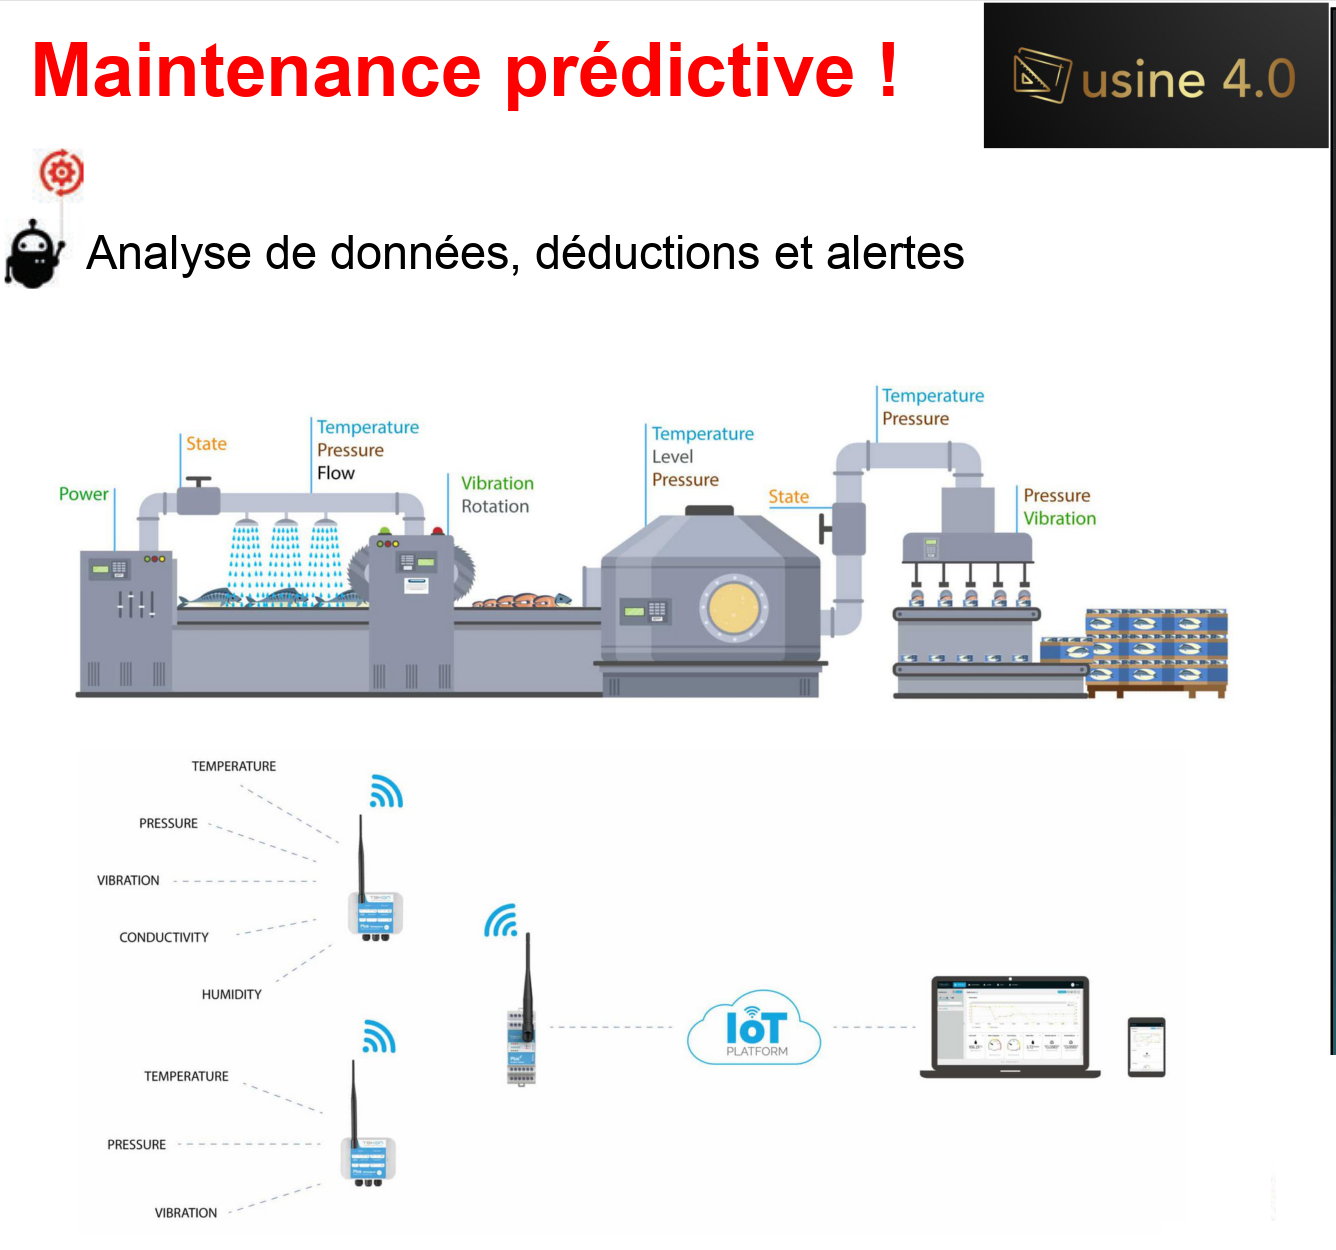 Maintenance prédictive !
usine 4.0
Analyse de données, déductions et alertes
Temperature
Pressure
State
Temperature
Pressure
Flow
Temperature
Level
Pressure
Power
Vibration
Rotation
State
Pressure
Vibration
TEMPERATURE
PRESSURE
VIBRATION
CONDUCTIVITY
HUMIDITY
IoT
PLATFORM
TEMPERATURE
PRESSURE
VIBRATION